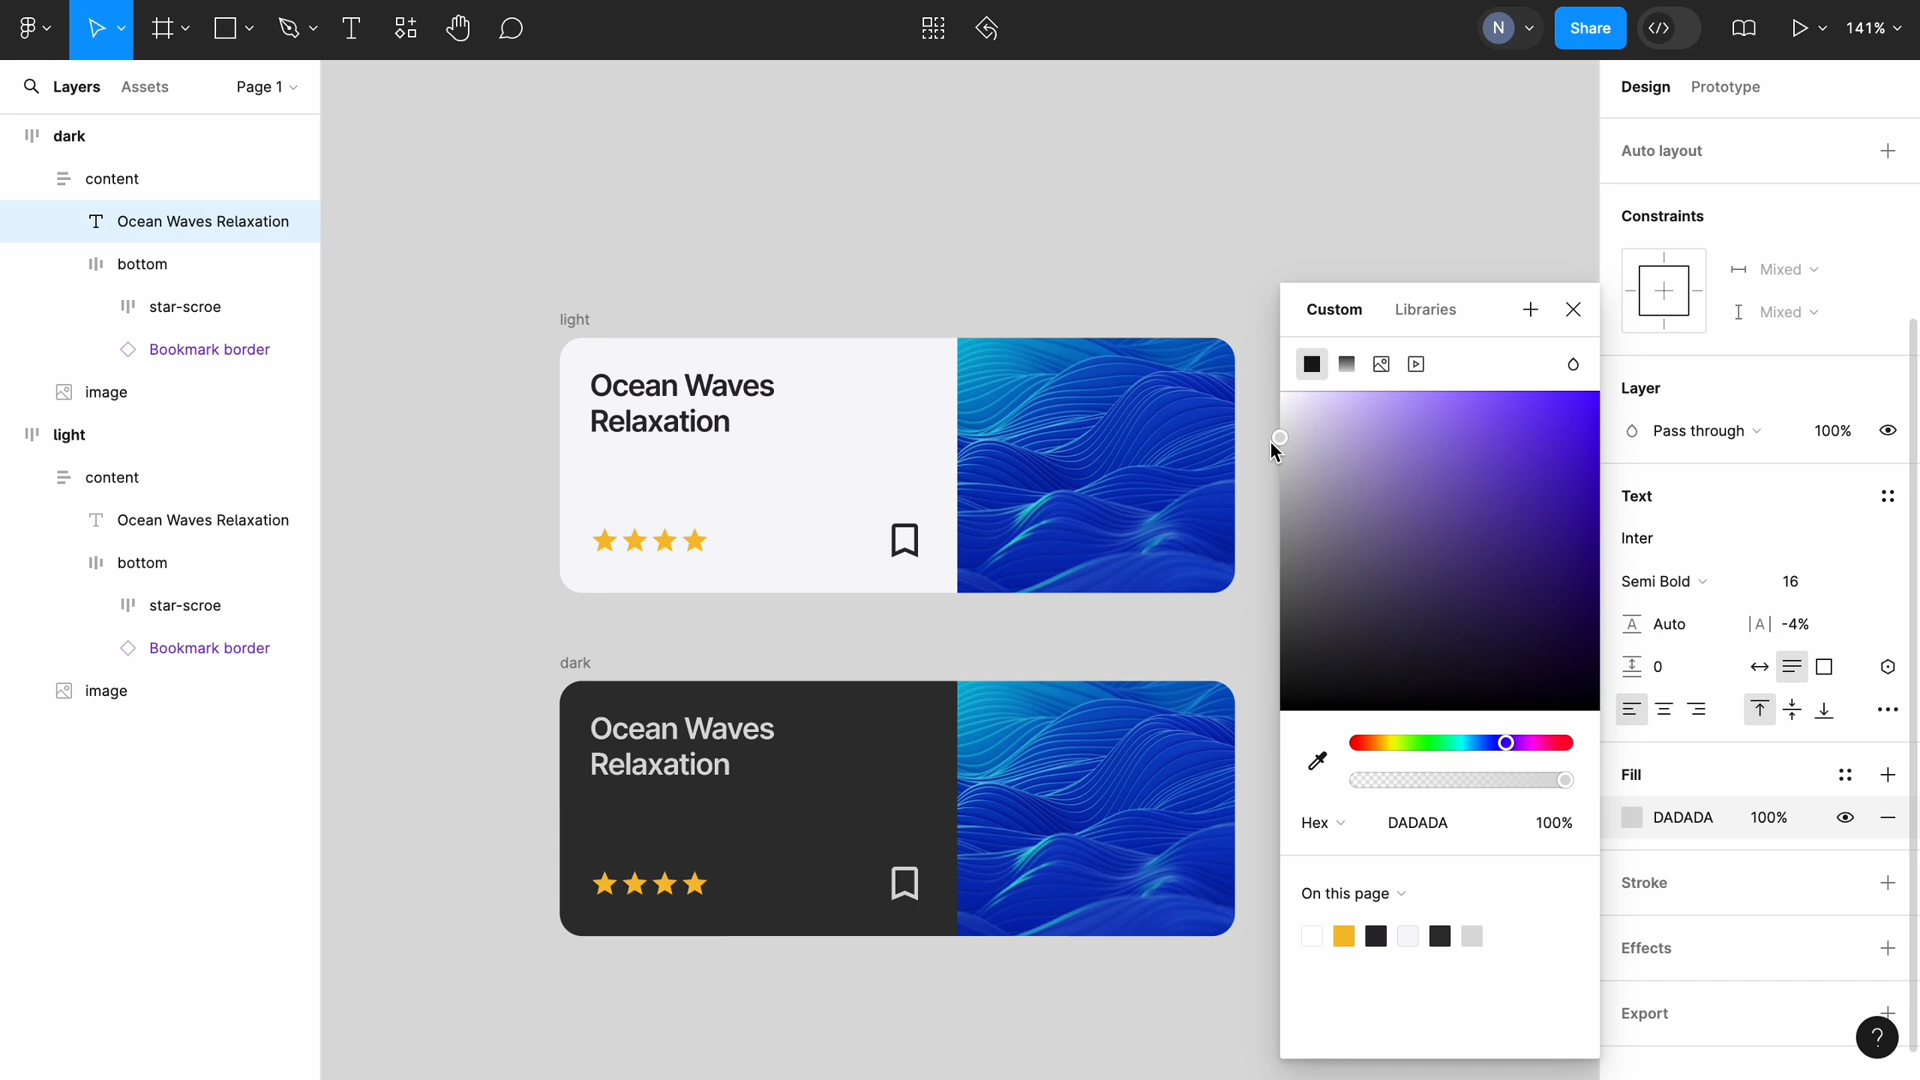 N
Share
141%
Layers
Assets
Page 1
dark
content
Ocean Waves Relaxation
bottom
star-scroe
Bookmark border
image
light
content
Ocean Waves Relaxation
bottom
star-scroe
Bookmark border
image
light
Ocean Waves
Relaxation
dark
Ocean Waves
Relaxation
Custom
Libraries
Hex
DADADA
100%
On this page
Design
Prototype
Auto layout
Constraints
Mixed
Mixed
Layer
Pass through
100%
Text
Inter
Semi Bold
16
Auto
-4%
0
Fill
DADADA
100%
Stroke
Effects
Export
?